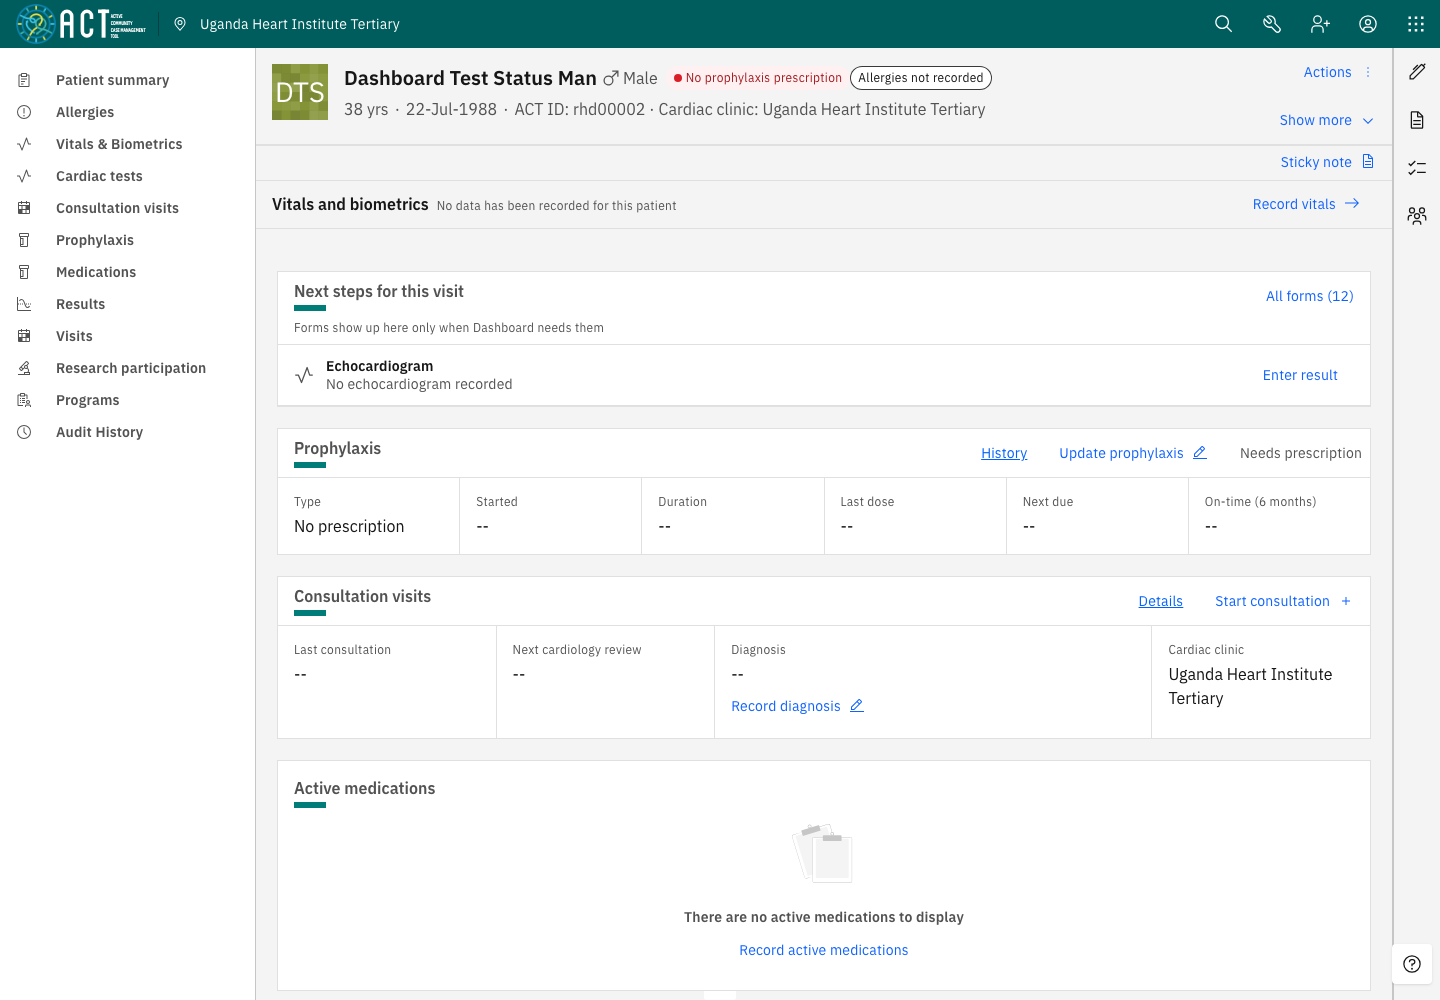 ACT
ACTIVE
COMMUNITY
CASE MANAGEMENT
TOOL
Uganda Heart Institute Tertiary
Patient summary
Allergies
Vitals & Biometrics
Cardiac tests
Consultation visits
Prophylaxis
Medications
Results
Visits
Research participation
Programs
Audit History
DTS
Dashboard Test Status Man
Male
No prophylaxis prescription
Allergies not recorded
Actions
38 yrs · 22-Jul-1988 · ACT ID: rhd00002 · Cardiac clinic: Uganda Heart Institute Tertiary
Show more
Sticky note
Vitals and biometrics
No data has been recorded for this patient
Record vitals
Next steps for this visit
All forms (12)
Forms show up here only when Dashboard needs them
Echocardiogram
No echocardiogram recorded
Enter result
Prophylaxis
History
Update prophylaxis
Needs prescription
Type
No prescription
Started
--
Duration
--
Last dose
--
Next due
--
On-time (6 months)
--
Consultation visits
Details
Start consultation
Last consultation
--
Next cardiology review
--
Diagnosis
--
Record diagnosis
Cardiac clinic
Uganda Heart Institute
Tertiary
Active medications
There are no active medications to display
Record active medications